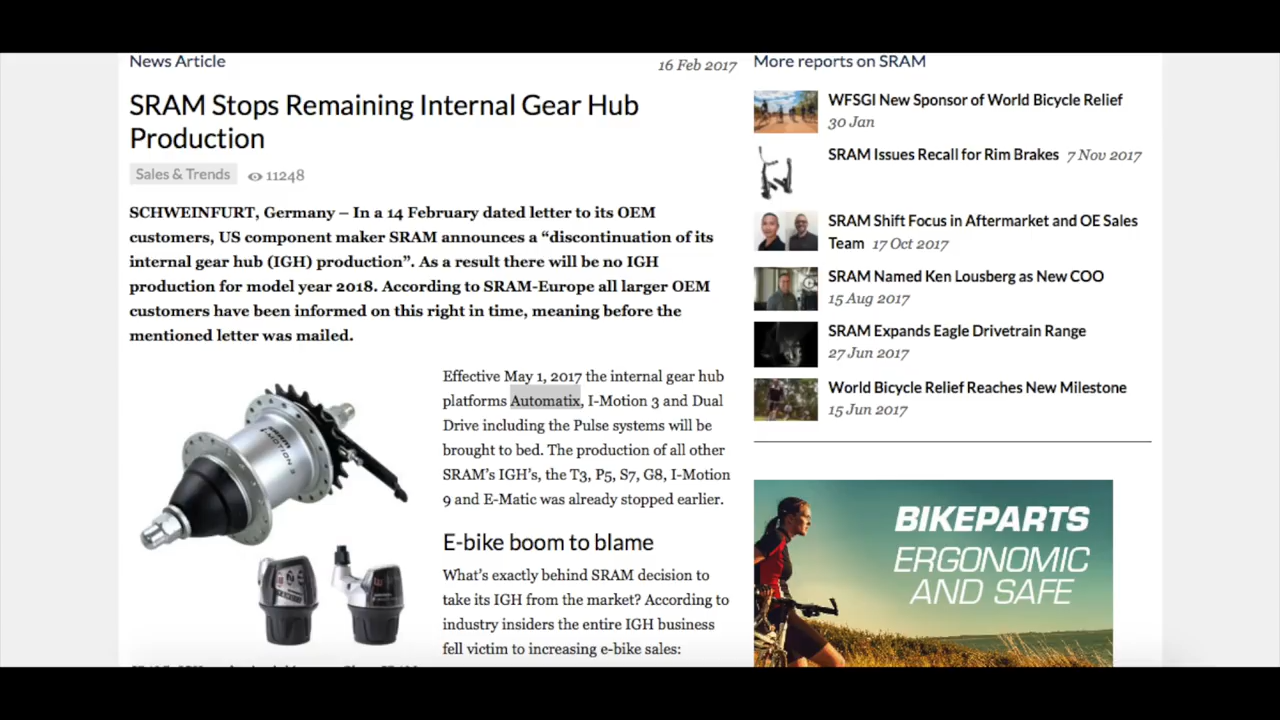 News Article
16 Feb 2017
SRAM Stops Remaining Internal Gear Hub
Production
Sales & Trends 11248
SCHWEINFURT, Germany – In a 14 February dated letter to its OEM
customers, US component maker SRAM announces a “discontinuation of its
internal gear hub (IGH) production”. As a result there will be no IGH
production for model year 2018. According to SRAM-Europe all larger OEM
customers have been informed on this right in time, meaning before the
mentioned letter was mailed.
Effective May 1, 2017 the internal gear hub
platforms Automatix, I-Motion 3 and Dual
Drive including the Pulse systems will be
brought to bed. The production of all other
SRAM’s IGH’s, the T3, P5, S7, G8, I-Motion
9 and E-Matic was already stopped earlier.
E-bike boom to blame
What’s exactly behind SRAM decision to
take its IGH from the market? According to
industry insiders the entire IGH business
fell victim to increasing e-bike sales:
More reports on SRAM
WFSGI New Sponsor of World Bicycle Relief
30 Jan
SRAM Issues Recall for Rim Brakes 7 Nov 2017
SRAM Shift Focus in Aftermarket and OE Sales
Team 17 Oct 2017
SRAM Named Ken Lousberg as New COO
15 Aug 2017
SRAM Expands Eagle Drivetrain Range
27 Jun 2017
World Bicycle Relief Reaches New Milestone
15 Jun 2017
BIKEPARTS
ERGONOMIC
AND SAFE